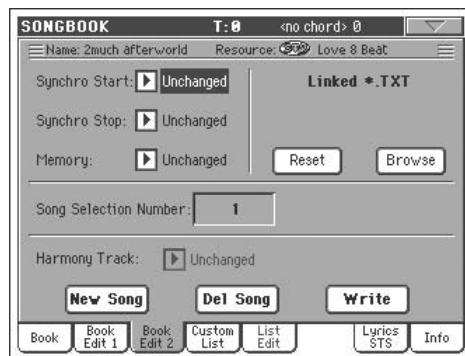 SONGBOOK T:0 <no chord> 0
Name: 2much afterworld Resource: Love 8 Beat
Synchro Start: Unchanged Linked *.TXT
Synchro Stop: Unchanged
Memory: Unchanged Reset Browse
Song Selection Number: 1
Harmony Track: Unchanged
New Song Del Song Write
Book Book Edit 1 Book Edit 2 Custom List List Edit Lyrics STS Info